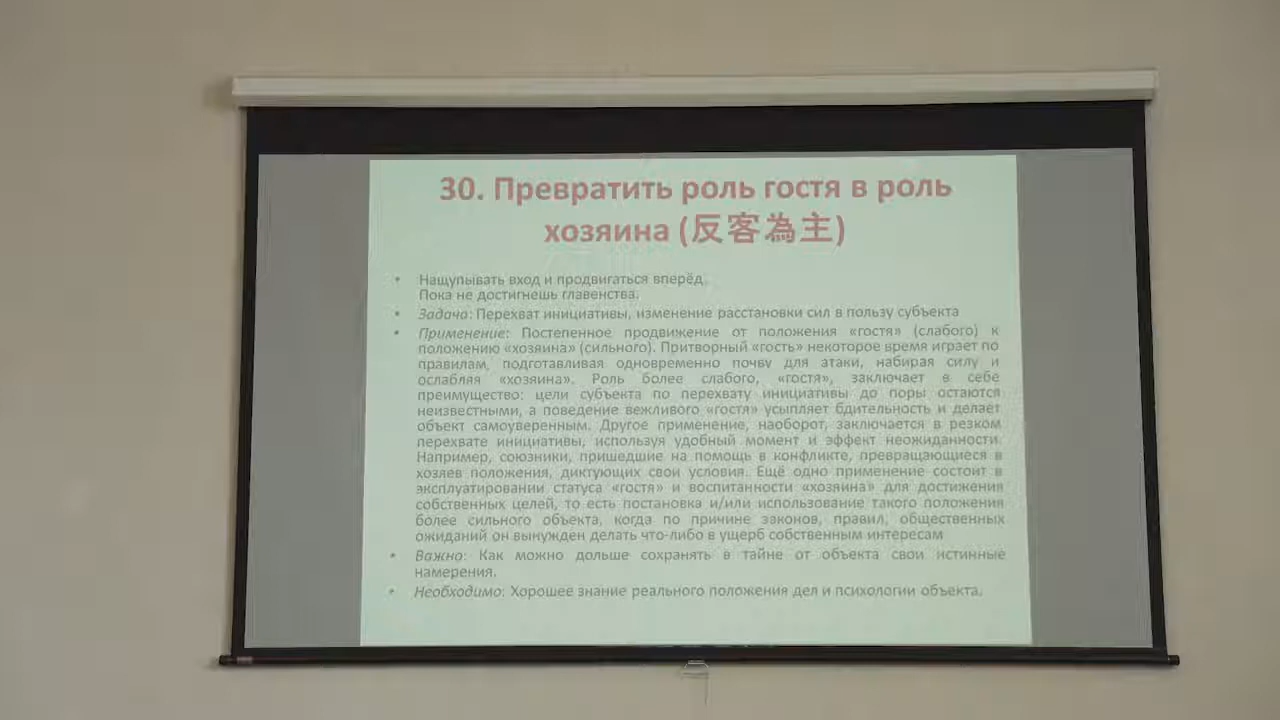 30. Превратить роль гостя в роль
хозяина (反客為主)
• Нащупывать вход и продвигаться вперёд
Пока не достигнешь главенства.
• Задача: Перехват инициативы, изменение расстановки сил в пользу субъекта
• Применение: Постепенное продвижение от положения «гостя» (слабого) к
положению «хозяина» (сильного). Притворный «гость» некоторое время играет по
правилам, подготавливая одновременно почву для атаки, набирая силу и
ослабляя «хозяина». Роль более слабого, «гостя», заключает в себе
преимущество: цели субъекта по перехвату инициативы до поры остаются
неизвестными, а поведение вежливого «гостя» усыпляет бдительность и делает
объект самоуверенным. Другое применение, наоборот, заключается в резком
перехвате инициативы, используя удобный момент и эффект неожиданности.
Например, союзники, пришедшие на помощь в конфликте, превращающиеся в
хозяев положения, диктующих свои условия. Ещё одно применение состоит в
эксплуатировании статуса «гостя» и воспитанности «хозяина» для достижения
собственных целей, то есть постановка и/или использование такого положения
более сильного объекта, когда по причине законов, правил, общественных
ожиданий он вынужден делать что-либо в ущерб собственным интересам
• Важно: Как можно дольше сохранять в тайне от объекта свои истинные
намерения.
• Необходимо: Хорошее знание реального положения дел и психологии объекта.